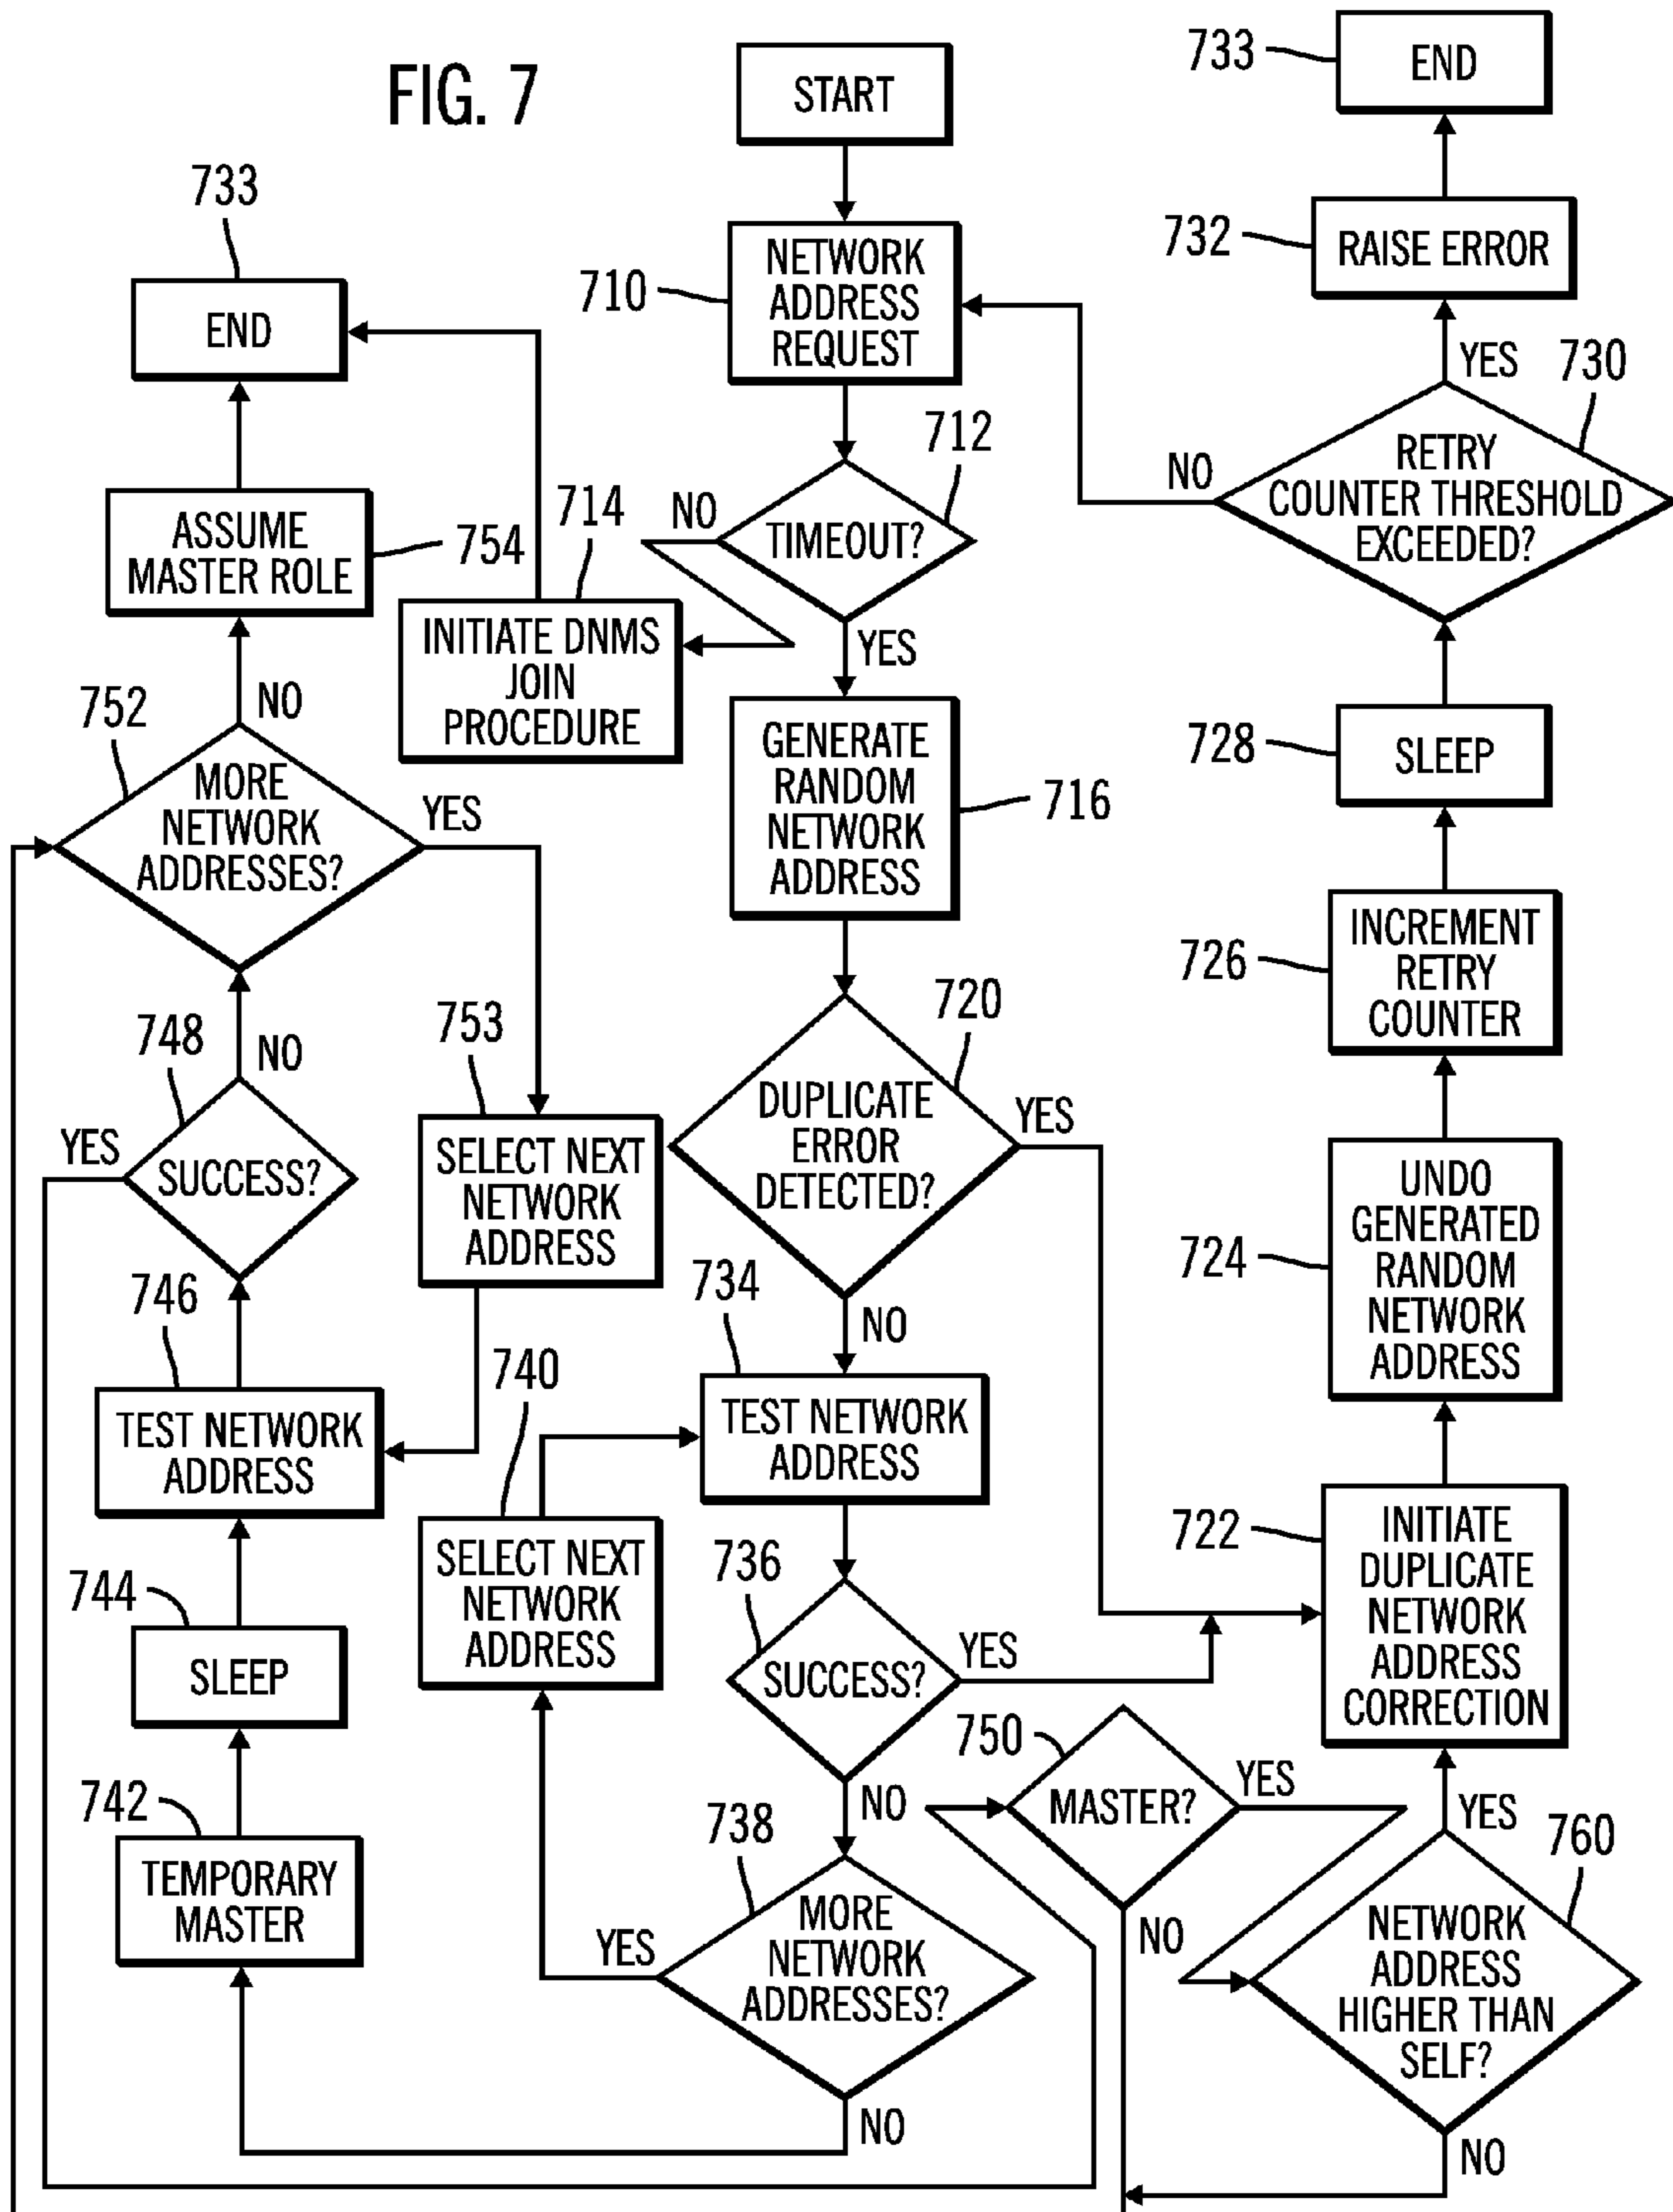 FIG. 7
START
733
END
732
RAISE ERROR
733
END
710
NETWORK
ADDRESS
REQUEST
YES
730
RETRY
COUNTER THRESHOLD
EXCEEDED?
NO
712
TIMEOUT?
NO
YES
714
INITIATE DNMS
JOIN
PROCEDURE
ASSUME
MASTER ROLE
754
NO
752
MORE
NETWORK
ADDRESSES?
YES
GENERATE
RANDOM
NETWORK
ADDRESS
716
728
SLEEP
726
INCREMENT
RETRY
COUNTER
748
NO
YES
SUCCESS?
753
SELECT NEXT
NETWORK
ADDRESS
720
DUPLICATE
ERROR
DETECTED?
YES
NO
724
UNDO
GENERATED
RANDOM
NETWORK
ADDRESS
746
TEST NETWORK
ADDRESS
740
SELECT NEXT
NETWORK
ADDRESS
734
TEST NETWORK
ADDRESS
722
INITIATE
DUPLICATE
NETWORK
ADDRESS
CORRECTION
744
SLEEP
736
SUCCESS?
YES
NO
750
MASTER?
YES
NO
YES
760
NETWORK
ADDRESS
HIGHER THAN
SELF?
NO
742
TEMPORARY
MASTER
738
MORE
NETWORK
ADDRESSES?
YES
NO